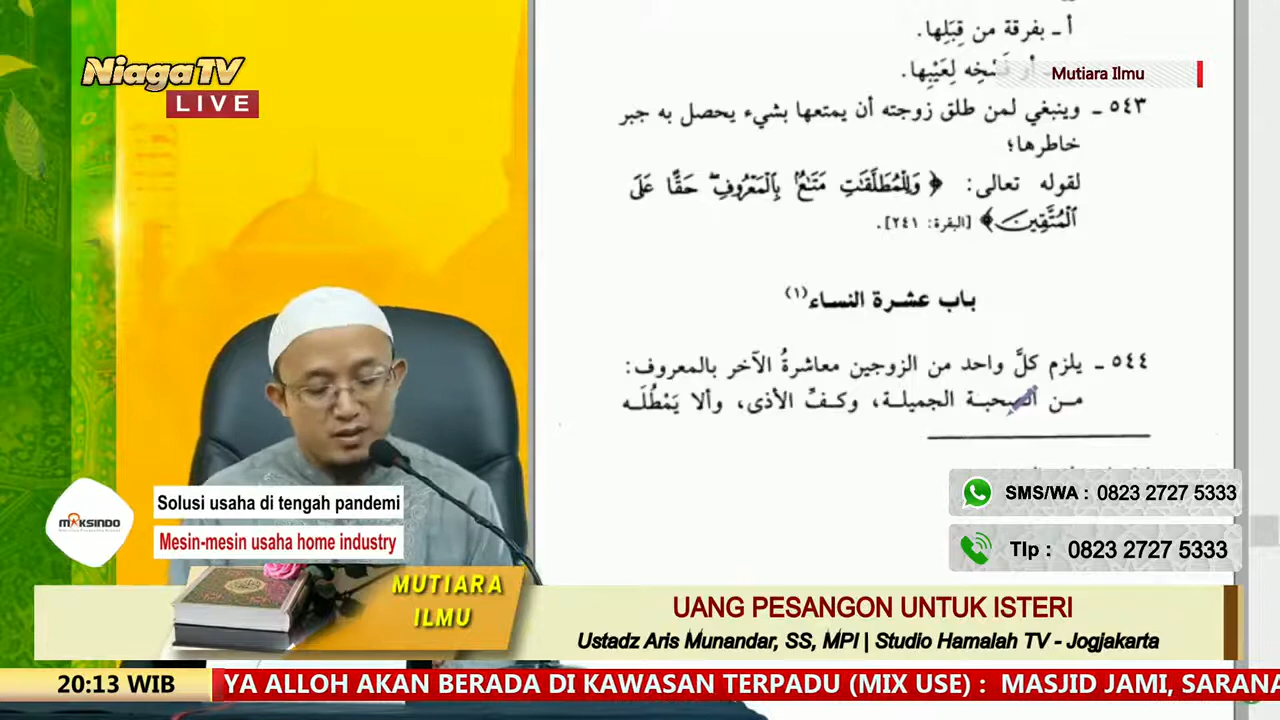 NiagaTV
LIVE
أ ـ بفرقة من قِبَلِها.
Mutiara Ilmu
أو فَسْخِه لِعَيْبِها.
٥٤٣ ـ وينبغي لمن طلق زوجته أن يمتعها بشيء يحصل به جبر
خاطرها؛
لقوله تعالى: ﴿ وَلِلْمُطَلَّقَٰتِ مَتَٰعٌۢ بِٱلْمَعْرُوفِ ۖ حَقًّا عَلَى
ٱلْمُتَّقِينَ ﴾ [البقرة: ٢٤١].
باب عشرة النساء(١)
٥٤٤ ـ يلزم كلَّ واحد من الزوجين معاشرةُ الآخر بالمعروف:
من الصحبة الجميلة، وكفِّ الأذى، وألا يَمْطُلَه
maksindo
Solusi usaha di tengah pandemi
Mesin-mesin usaha home industry
SMS/WA : 0823 2727 5333
Tlp : 0823 2727 5333
MUTIARA
ILMU
UANG PESANGON UNTUK ISTERI
Ustadz Aris Munandar, SS, MPI | Studio Hamalah TV - Jogjakarta
20:13 WIB
YA ALLOH AKAN BERADA DI KAWASAN TERPADU (MIX USE) : MASJID JAMI, SARANA